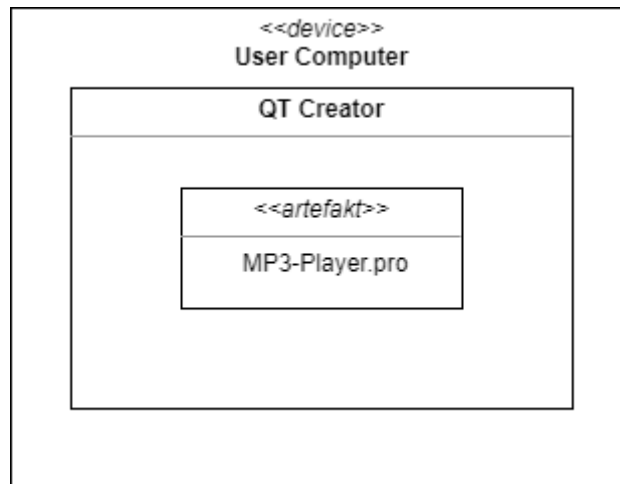 <<device>>
User Computer
QT Creator
<<artefakt>>
MP3-Player.pro